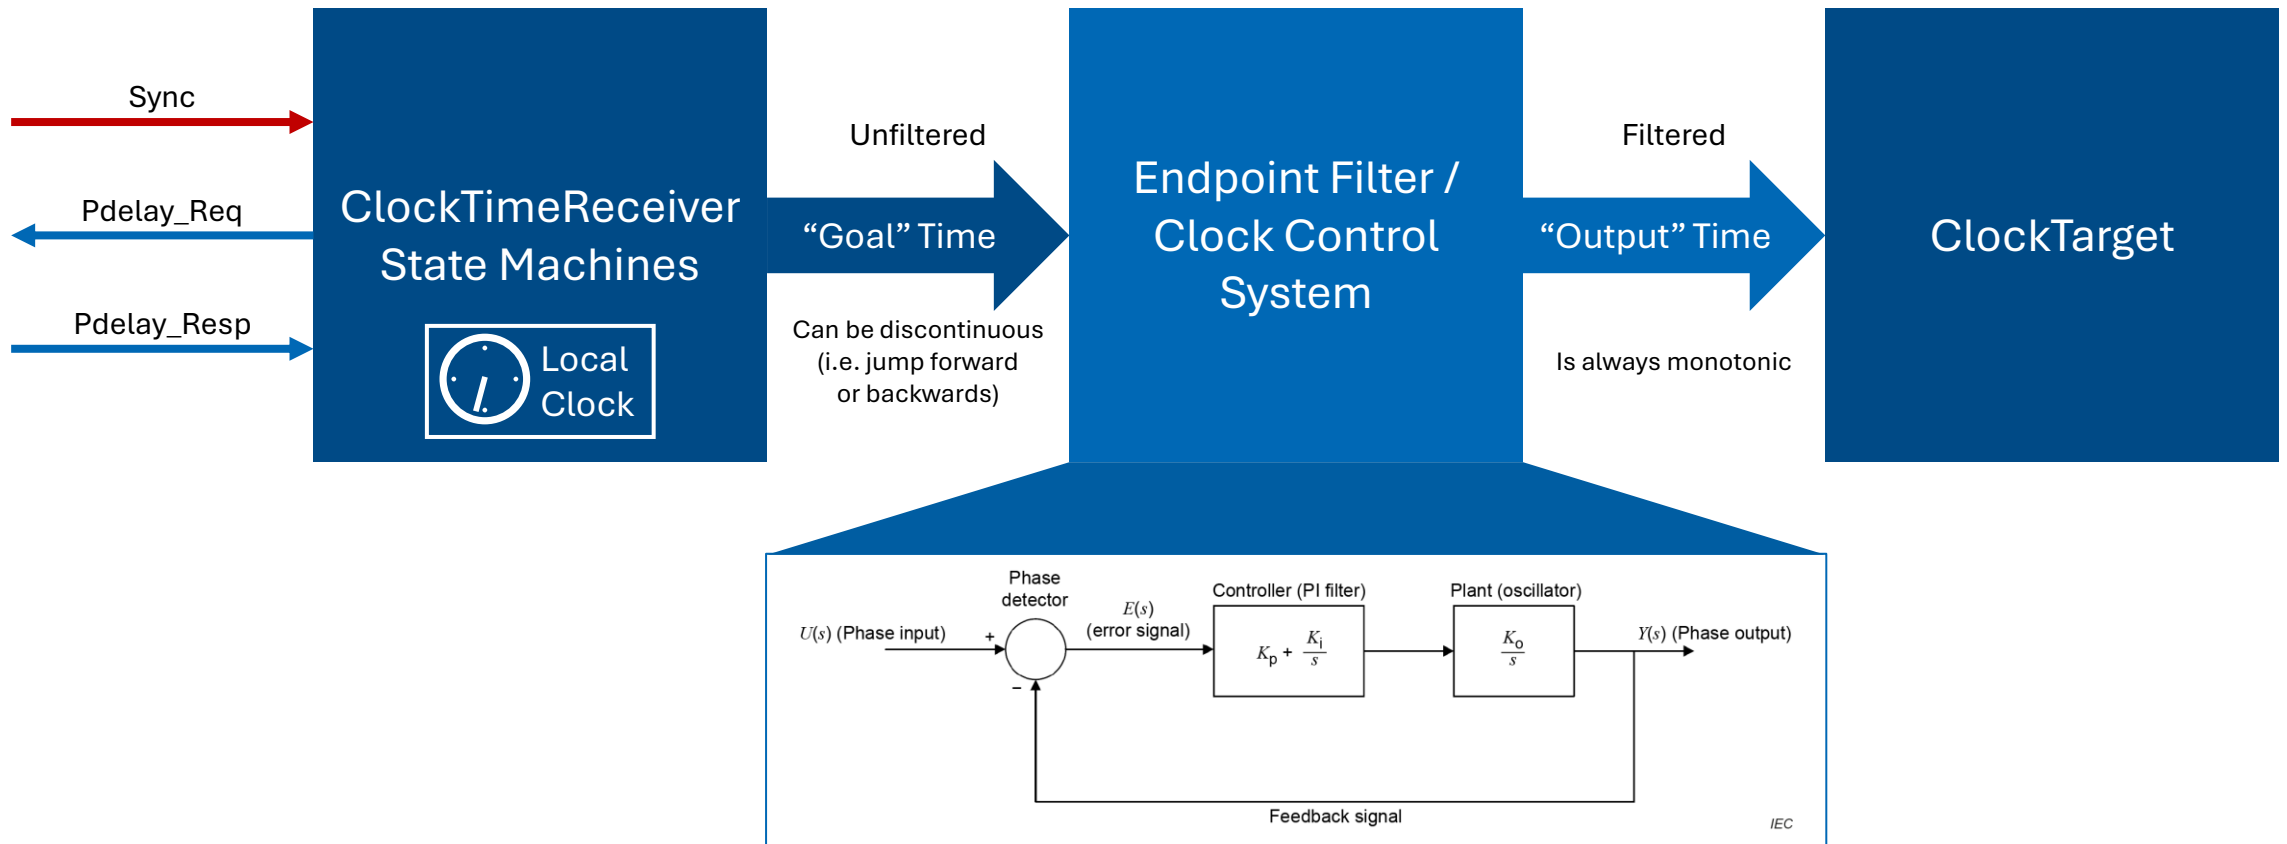 Sync
Pdelay_Req
Pdelay_Resp
ClockTimeReceiver
State Machines
Local
Clock
Unfiltered
“Goal” Time
Can be discontinuous
(i.e. jump forward
or backwards)
Endpoint Filter /
Clock Control
System
Filtered
“Output” Time
Is always monotonic
ClockTarget
Phase
detector
U(s) (Phase input)
+
−
E(s)
(error signal)
Controller (PI filter)
Kp + Ki/s
Plant (oscillator)
Ko/s
Y(s) (Phase output)
Feedback signal
IEC